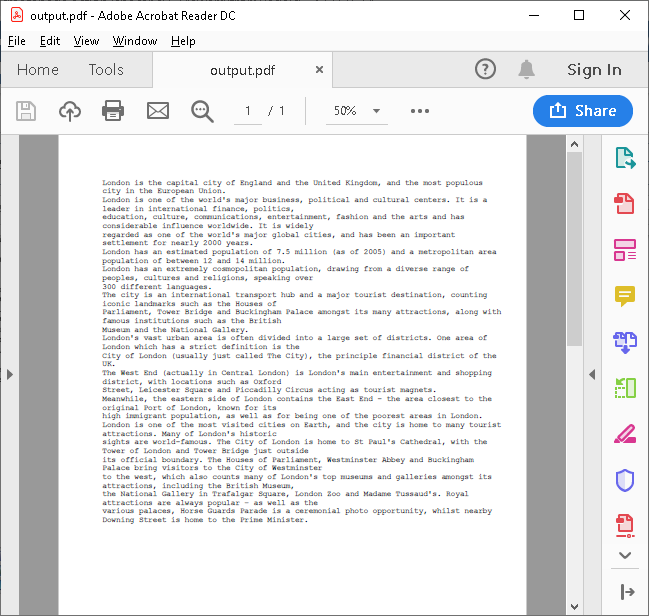 output.pdf - Adobe Acrobat Reader DC
File Edit View Window Help
Home Tools output.pdf × ? Sign In
1 / 1 50% Share
London is the capital city of England and the United Kingdom, and the most populous
city in the European Union.
London is one of the world's major business, political and cultural centers. It is a
leader in international finance, politics,
education, culture, communications, entertainment, fashion and the arts and has
considerable influence worldwide. It is widely
regarded as one of the world's major global cities, and has been an important
settlement for nearly 2000 years.
London has an estimated population of 7.5 million (as of 2005) and a metropolitan area
population of between 12 and 14 million.
London has an extremely cosmopolitan population, drawing from a diverse range of
peoples, cultures and religions, speaking over
300 different languages.
The city is an international transport hub and a major tourist destination, counting
iconic landmarks such as the Houses of
Parliament, Tower Bridge and Buckingham Palace amongst its many attractions, along with
famous institutions such as the British
Museum and the National Gallery.
London's vast urban area is often divided into a large set of districts. One area of
London which has a strict definition is the
City of London (usually just called The City), the principle financial district of the
UK.
The West End (actually in Central London) is London's main entertainment and shopping
district, with locations such as Oxford
Street, Leicester Square and Piccadilly Circus acting as tourist magnets.
Meanwhile, the eastern side of London contains the East End - the area closest to the
original Port of London, known for its
high immigrant population, as well as for being one of the poorest areas in London.
London is one of the most visited cities on Earth, and the city is home to many tourist
attractions. Many of London's historic
sights are world-famous. The City of London is home to St Paul's Cathedral, with the
Tower of London and Tower Bridge just outside
its official boundary. The Houses of Parliament, Westminster Abbey and Buckingham
Palace bring visitors to the City of Westminster
to the west, which also counts many of London's top museums and galleries amongst its
attractions, including the British Museum,
the National Gallery in Trafalgar Square, London Zoo and Madame Tussaud's. Royal
attractions are always popular - as well as the
various palaces, Horse Guards Parade is a ceremonial photo opportunity, whilst nearby
Downing Street is home to the Prime Minister.